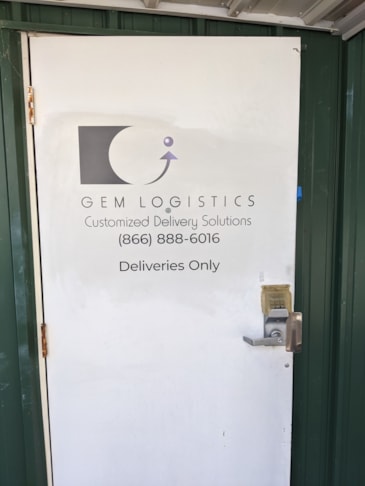 GEM LOGISTICS
Customized Delivery Solutions
(866) 888-6016
Deliveries Only